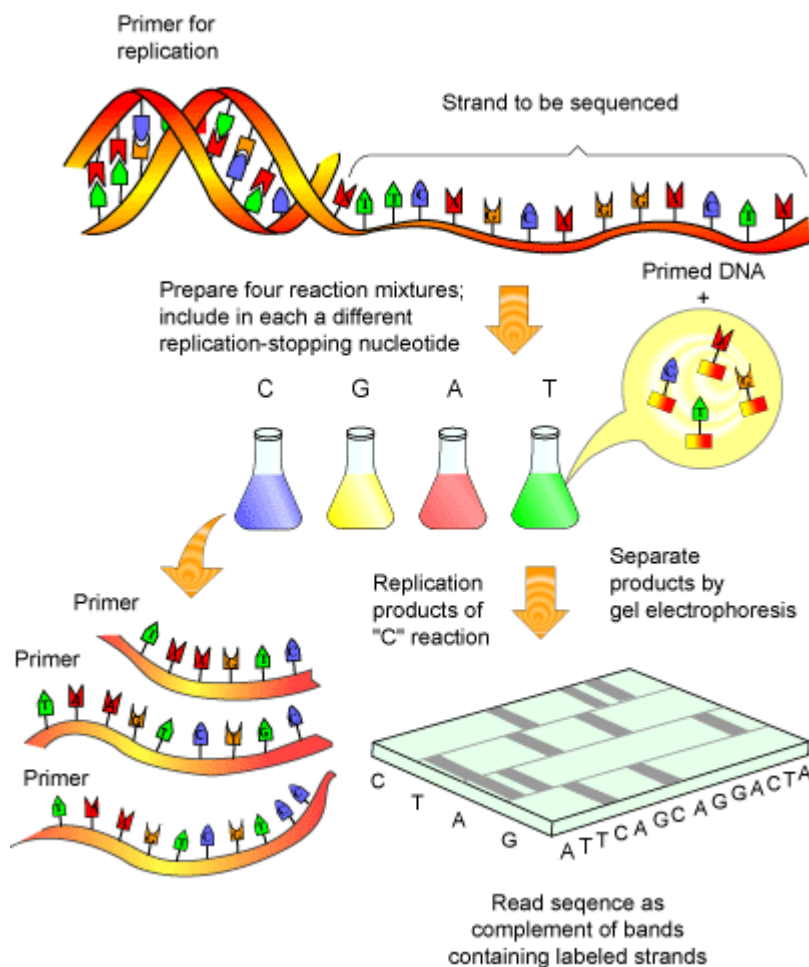 Primer for
replication
Strand to be sequenced
A T T C A G C A G G A C T A
Primed DNA
+
Prepare four reaction mixtures;
include in each a different
replication-stopping nucleotide
A
C
G
T
C G A T
Separate
products by
gel electrophoresis
Replication
products of
"C" reaction
Primer
Primer
Primer
C
T
A
G
A T T C A G C A G G A C T A
Read seqence as
complement of bands
containing labeled strands